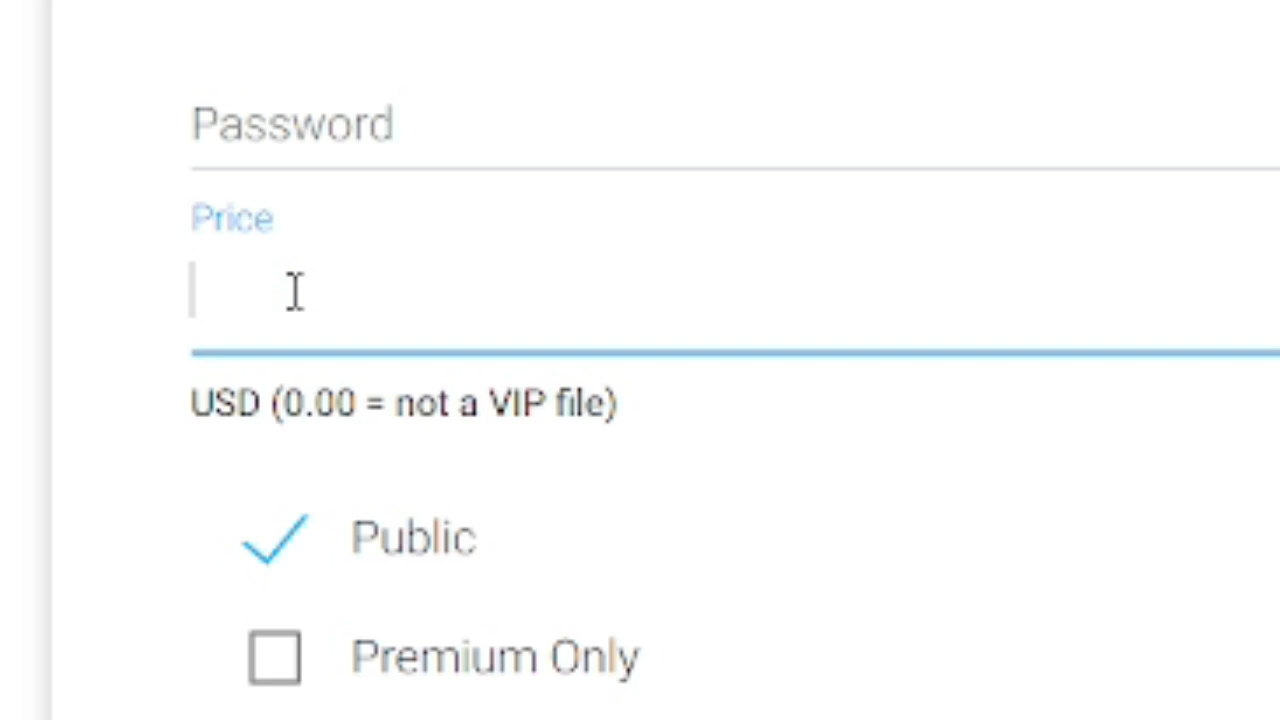 Password
Price
USD (0.00 = not a VIP file)
Public
Premium Only